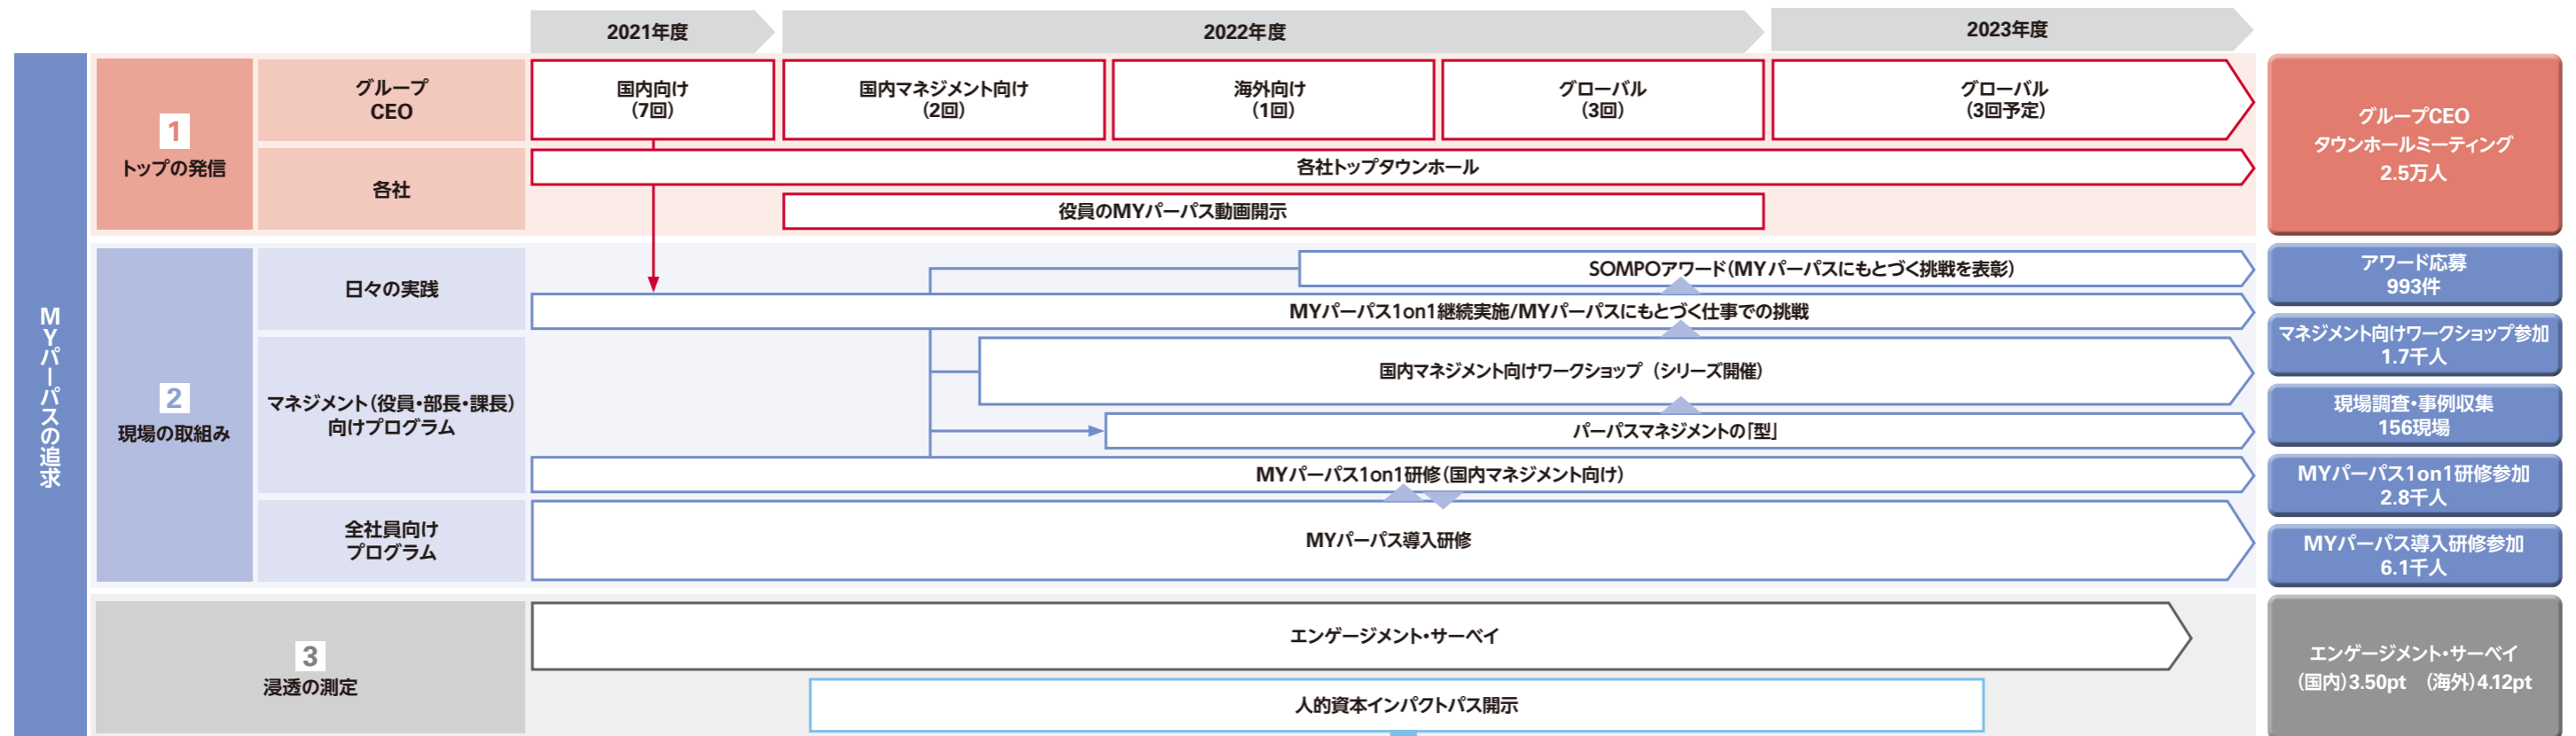 2021年度
2022年度
2023年度
MYパーパスの追求
1
トップの発信
グループ
CEO
国内向け
(7回)
国内マネジメント向け
(2回)
海外向け
(1回)
グローバル
(3回)
グローバル
(3回予定)
各社
各社トップタウンホール
役員のMYパーパス動画開示
グループCEO
タウンホールミーティング
2.5万人
2
現場の取組み
日々の実践
SOMPOアワード(MYパーパスにもとづく挑戦を表彰)
MYパーパス1on1継続実施/MYパーパスにもとづく仕事での挑戦
マネジメント(役員・部長・課長)
向けプログラム
国内マネジメント向けワークショップ (シリーズ開催)
パーパスマネジメントの「型」
MYパーパス1on1研修(国内マネジメント向け)
全社員向け
プログラム
MYパーパス導入研修
アワード応募
993件
マネジメント向けワークショップ参加
1.7千人
現場調査・事例収集
156現場
MYパーパス1on1研修参加
2.8千人
MYパーパス導入研修参加
6.1千人
3
浸透の測定
エンゲージメント・サーベイ
人的資本インパクトパス開示
エンゲージメント・サーベイ
(国内)3.50pt (海外)4.12pt